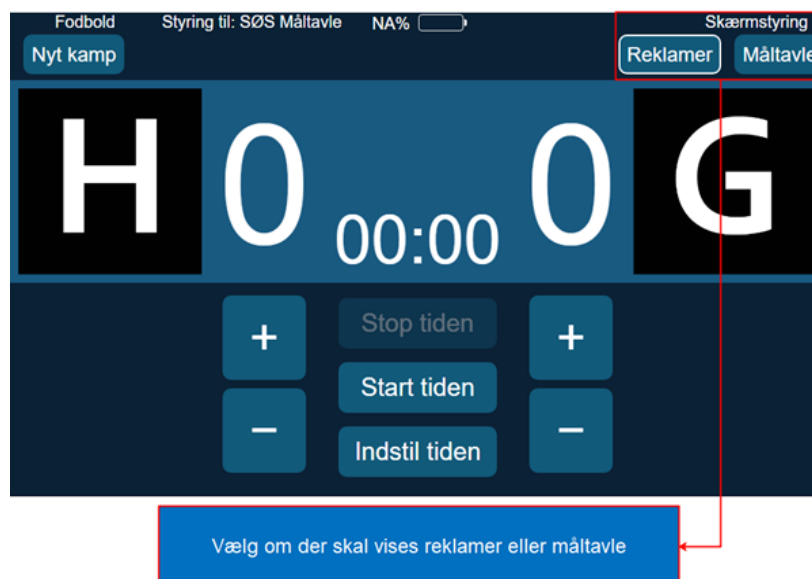 Fodbold Styring til: SØS Måltavle NA% Skærmstyring
Nyt kamp Reklamer Måltavle
H 0 00:00 0 G
+ Stop tiden +
Start tiden
− Indstil tiden −
Vælg om der skal vises reklamer eller måltavle